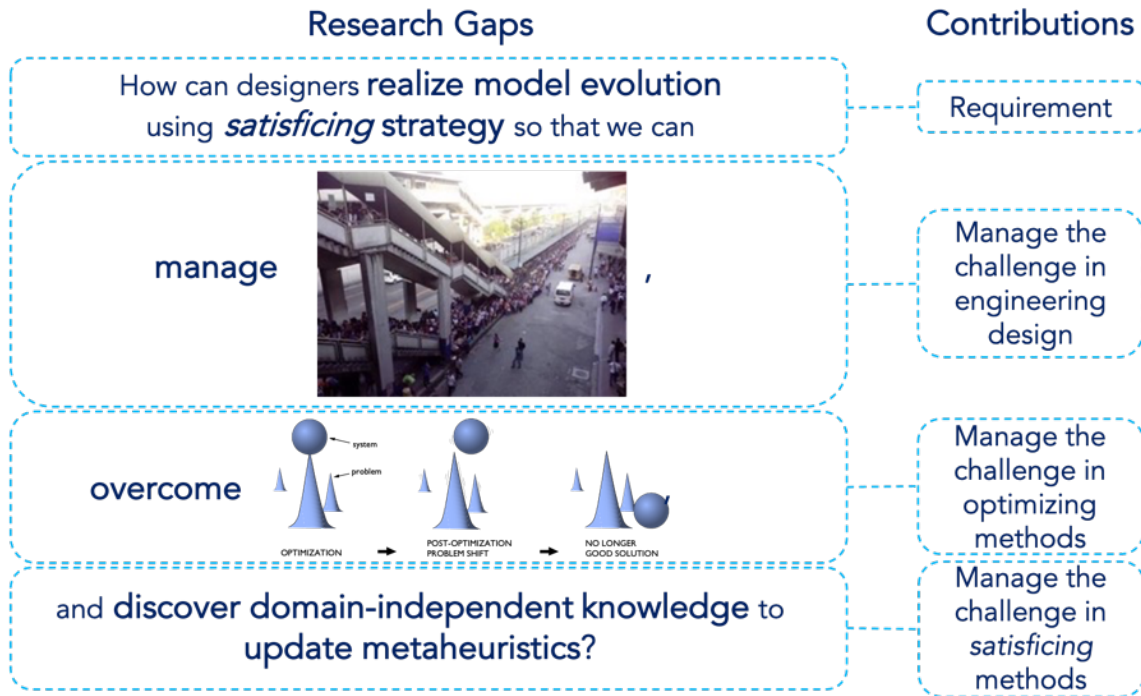 Research Gaps
Contributions
How can designers realize model evolution
using satisficing strategy so that we can
Requirement
manage
,
Manage the
challenge in
engineering
design
overcome
system
problem
OPTIMIZATION
POST-OPTIMIZATION
PROBLEM SHIFT
NO LONGER
GOOD SOLUTION
,
Manage the
challenge in
optimizing
methods
and discover domain-independent knowledge to
update metaheuristics?
Manage the
challenge in
satisficing
methods